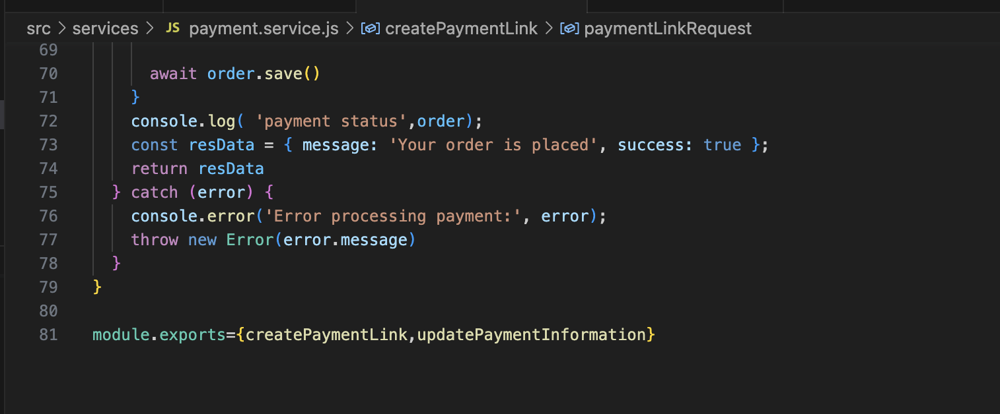 src > services > JS payment.service.js > createPaymentLink > paymentLinkRequest
69
70 await order.save()
71 }
72 console.log( 'payment status',order);
73 const resData = { message: 'Your order is placed', success: true };
74 return resData
75 } catch (error) {
76 console.error('Error processing payment:', error);
77 throw new Error(error.message)
78 }
79 }
80
81 module.exports={createPaymentLink,updatePaymentInformation}